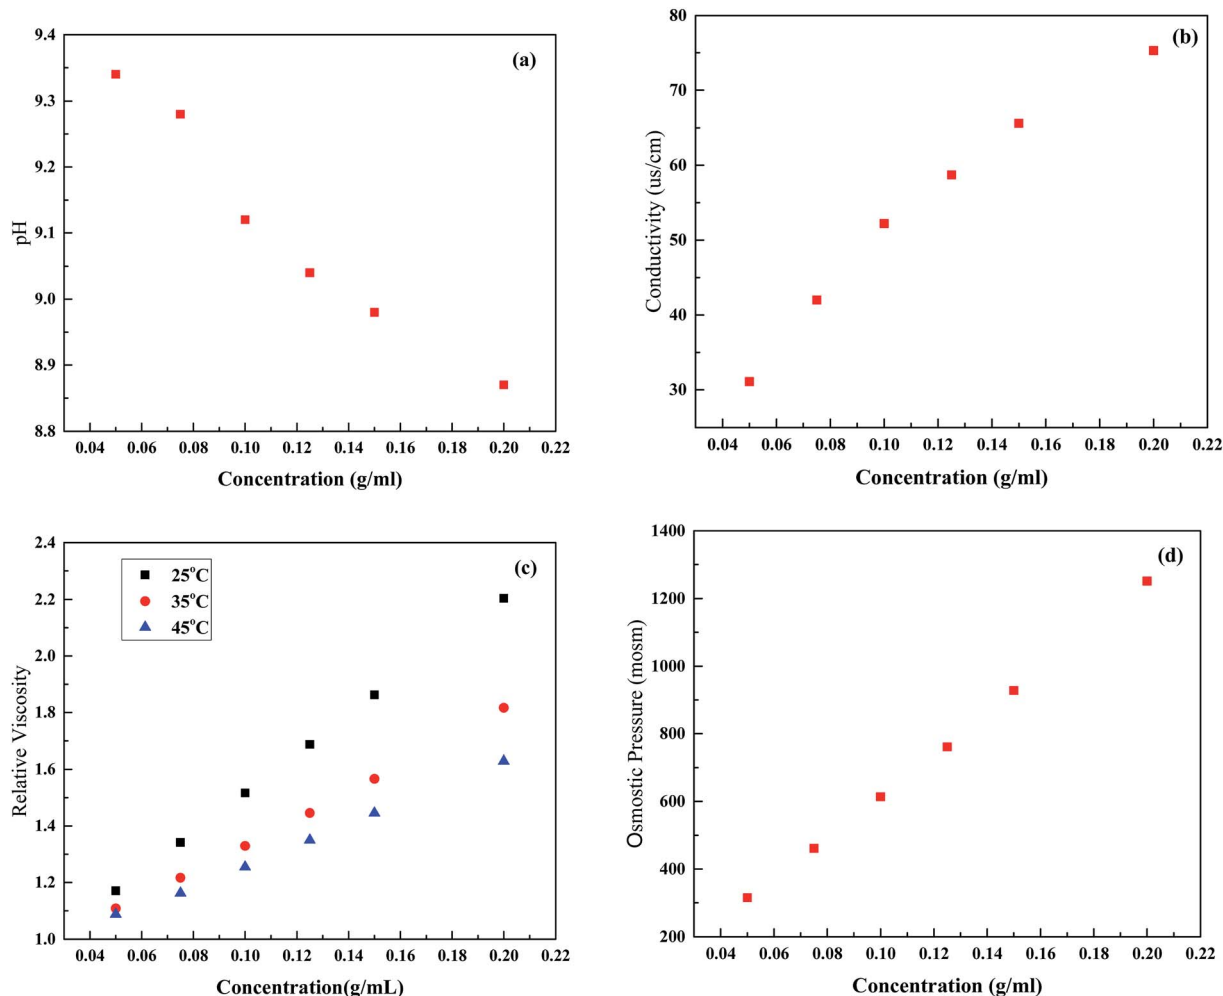 (a)
9.4
9.3
9.2
9.1
9.0
8.9
8.8
pH
0.04 0.06 0.08 0.10 0.12 0.14 0.16 0.18 0.20 0.22
Concentration (g/ml)
(b)
80
70
60
50
40
30
Conductivity (us/cm)
0.04 0.06 0.08 0.10 0.12 0.14 0.16 0.18 0.20 0.22
Concentration (g/ml)
(c)
2.4
2.2
2.0
1.8
1.6
1.4
1.2
1.0
Relative Viscosity
25°C
35°C
45°C
0.04 0.06 0.08 0.10 0.12 0.14 0.16 0.18 0.20 0.22
Concentration(g/mL)
(d)
1400
1200
1000
800
600
400
200
Osmostic Pressure (mosm)
0.04 0.06 0.08 0.10 0.12 0.14 0.16 0.18 0.20 0.22
Concentration (g/ml)